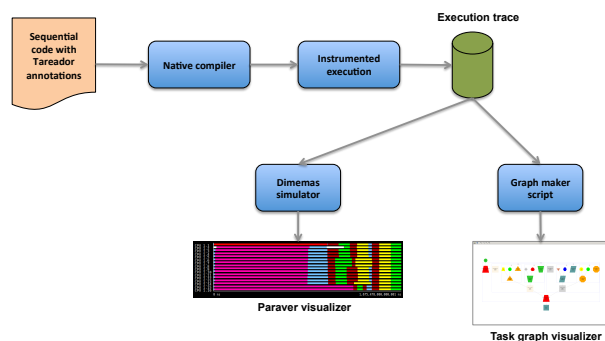 Execution trace
Sequential
code with
Tareador
annotations
Native compiler
Instrumented
execution
Dimemas
simulator
Graph maker
script
Paraver visualizer
Task graph visualizer